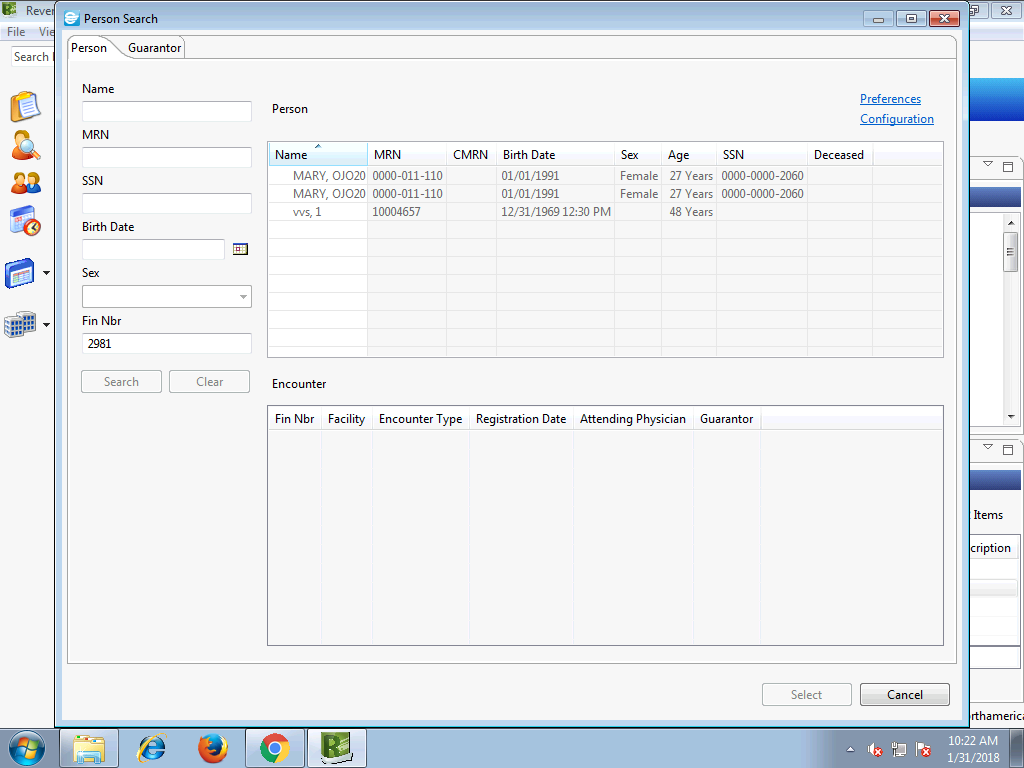 Rever
Person Search
File Vie
Search
Person Guarantor
Name
Person
Preferences
Configuration
MRN
SSN
Birth Date
Sex
Fin Nbr
2981
Search Clear
Name MRN CMRN Birth Date Sex Age SSN Deceased
MARY, OJO20 0000-011-110 01/01/1991 Female 27 Years 0000-0000-2060
MARY, OJO20 0000-011-110 01/01/1991 Female 27 Years 0000-0000-2060
vvs, 1 10004657 12/31/1969 12:30 PM 48 Years
Encounter
Fin Nbr Facility Encounter Type Registration Date Attending Physician Guarantor
Items
cription
Select Cancel
rthamerica
10:22 AM
1/31/2018